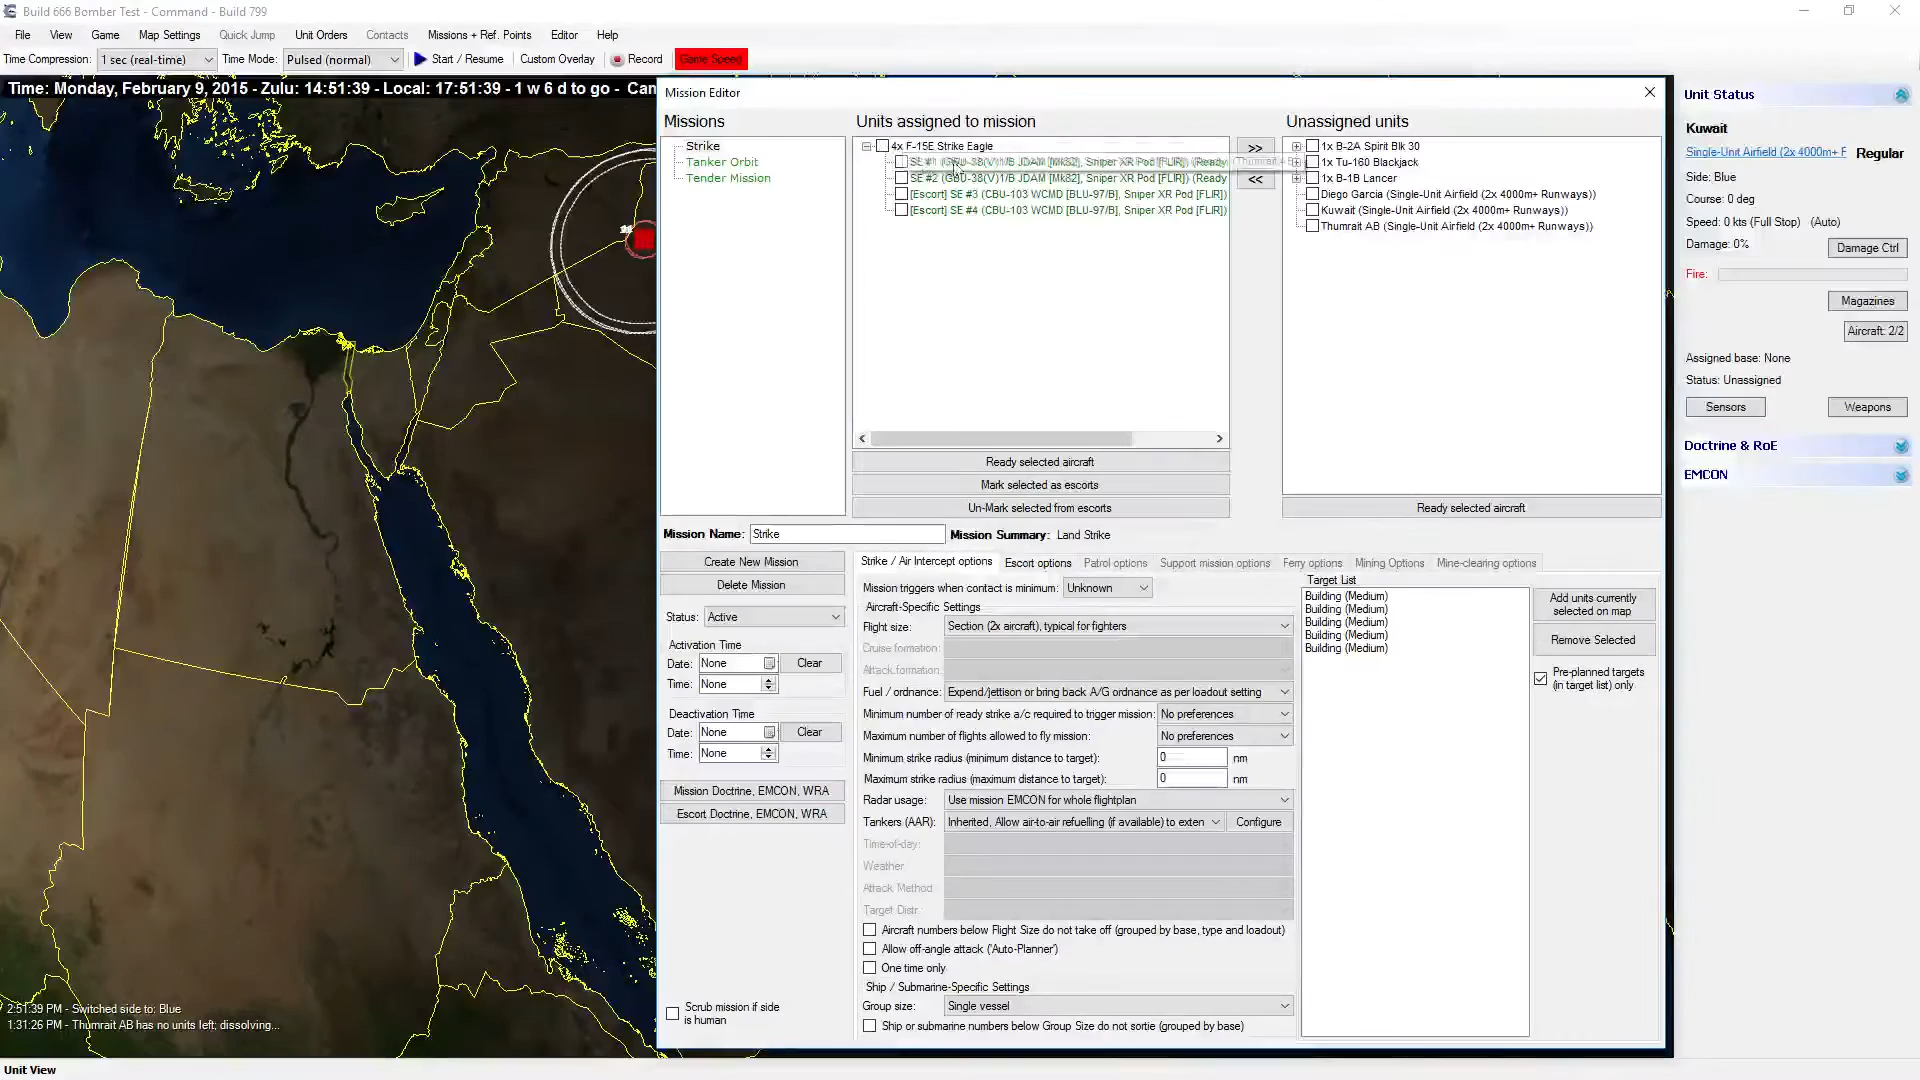 Build 666 Bomber Test - Command - Build 799
File View Game Map Settings Quick Jump Unit Orders Contacts Missions + Ref. Points Editor Help
Time Compression: 1 sec (real-time) Time Mode: Pulsed (normal) Start / Resume Custom Overlay Record Game Speed
Time: Monday, February 9, 2015 - Zulu: 14:51:39 - Local: 17:51:39 - 1 w 6 d to go -
Mission Editor
Missions
Strike
Tanker Orbit
Tender Mission
Units assigned to mission
4x F-15E Strike Eagle
SE #1 (GBU-38(V)1/B JDAM [Mk82], Sniper XR Pod [FLIR]) (Ready
SE #2 (GBU-38(V)1/B JDAM [Mk82], Sniper XR Pod [FLIR]) (Ready
[Escort] SE #3 (CBU-103 WCMD [BLU-97/B], Sniper XR Pod [FLIR])
[Escort] SE #4 (CBU-103 WCMD [BLU-97/B], Sniper XR Pod [FLIR])
Ready selected aircraft
Mark selected as escorts
Un-Mark selected from escorts
>>
<<
Unassigned units
1x B-2A Spirit Blk 30
1x Tu-160 Blackjack
1x B-1B Lancer
Diego Garcia (Single-Unit Airfield (2x 4000m+ Runways))
Kuwait (Single-Unit Airfield (2x 4000m+ Runways))
Thumrait AB (Single-Unit Airfield (2x 4000m+ Runways))
Ready selected aircraft
Mission Name: Strike Mission Summary: Land Strike
Create New Mission
Delete Mission
Status: Active
Activation Time
Date: None Clear
Time: None
Deactivation Time
Date: None Clear
Time: None
Mission Doctrine, EMCON, WRA
Escort Doctrine, EMCON, WRA
Scrub mission if side
is human
Strike / Air Intercept options Escort options Patrol options Support mission options Ferry options Mining Options Mine-clearing options
Mission triggers when contact is minimum: Unknown
Aircraft-Specific Settings
Flight size: Section (2x aircraft), typical for fighters
Cruise formation:
Attack formation:
Fuel / ordnance: Expend/jettison or bring back A/G ordnance as per loadout setting
Minimum number of ready strike a/c required to trigger mission: No preferences
Maximum number of flights allowed to fly mission: No preferences
Minimum strike radius (minimum distance to target): 0 nm
Maximum strike radius (maximum distance to target): 0 nm
Radar usage: Use mission EMCON for whole flightplan
Tankers (AAR): Inherited, Allow air-to-air refuelling (if available) to exten Configure
Time-of-day:
Weather
Attack Method
Target Distr.:
Aircraft numbers below Flight Size do not take off (grouped by base, type and loadout)
Allow off-angle attack ('Auto-Planner')
One time only
Ship / Submarine-Specific Settings
Group size: Single vessel
Ship or submarine numbers below Group Size do not sortie (grouped by base)
Target List
Building (Medium)
Building (Medium)
Building (Medium)
Building (Medium)
Building (Medium)
Add units currently
selected on map
Remove Selected
Pre-planned targets
(in target list) only
Unit Status
Kuwait
Single-Unit Airfield (2x 4000m+ Regular
Side: Blue
Course: 0 deg
Speed: 0 kts (Full Stop) (Auto)
Damage: 0% Damage Ctrl
Fire:
Magazines
Aircraft: 2/2
Assigned base: None
Status: Unassigned
Sensors Weapons
Doctrine & RoE
EMCON
2:51:39 PM - Switched side to: Blue
1:31:26 PM - Thumrait AB has no units left; dissolving...
Unit View